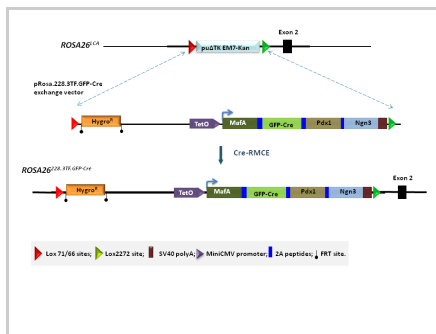 Exon 2
ROSA26^LCA
puΔTK EM7-Kan
pRosa.228.3TF.GFP-Cre
exchange vector
Hygro^R
TetO
MafA
GFP-Cre
Pdx1
Ngn3
Cre-RMCE
ROSA26^228.3TF.GFP-Cre
Exon 2
Hygro^R
TetO
MafA
GFP-Cre
Pdx1
Ngn3
Lox 71/66 sites; Lox2272 site; SV40 polyA; MiniCMV promoter; 2A peptides; FRT site.